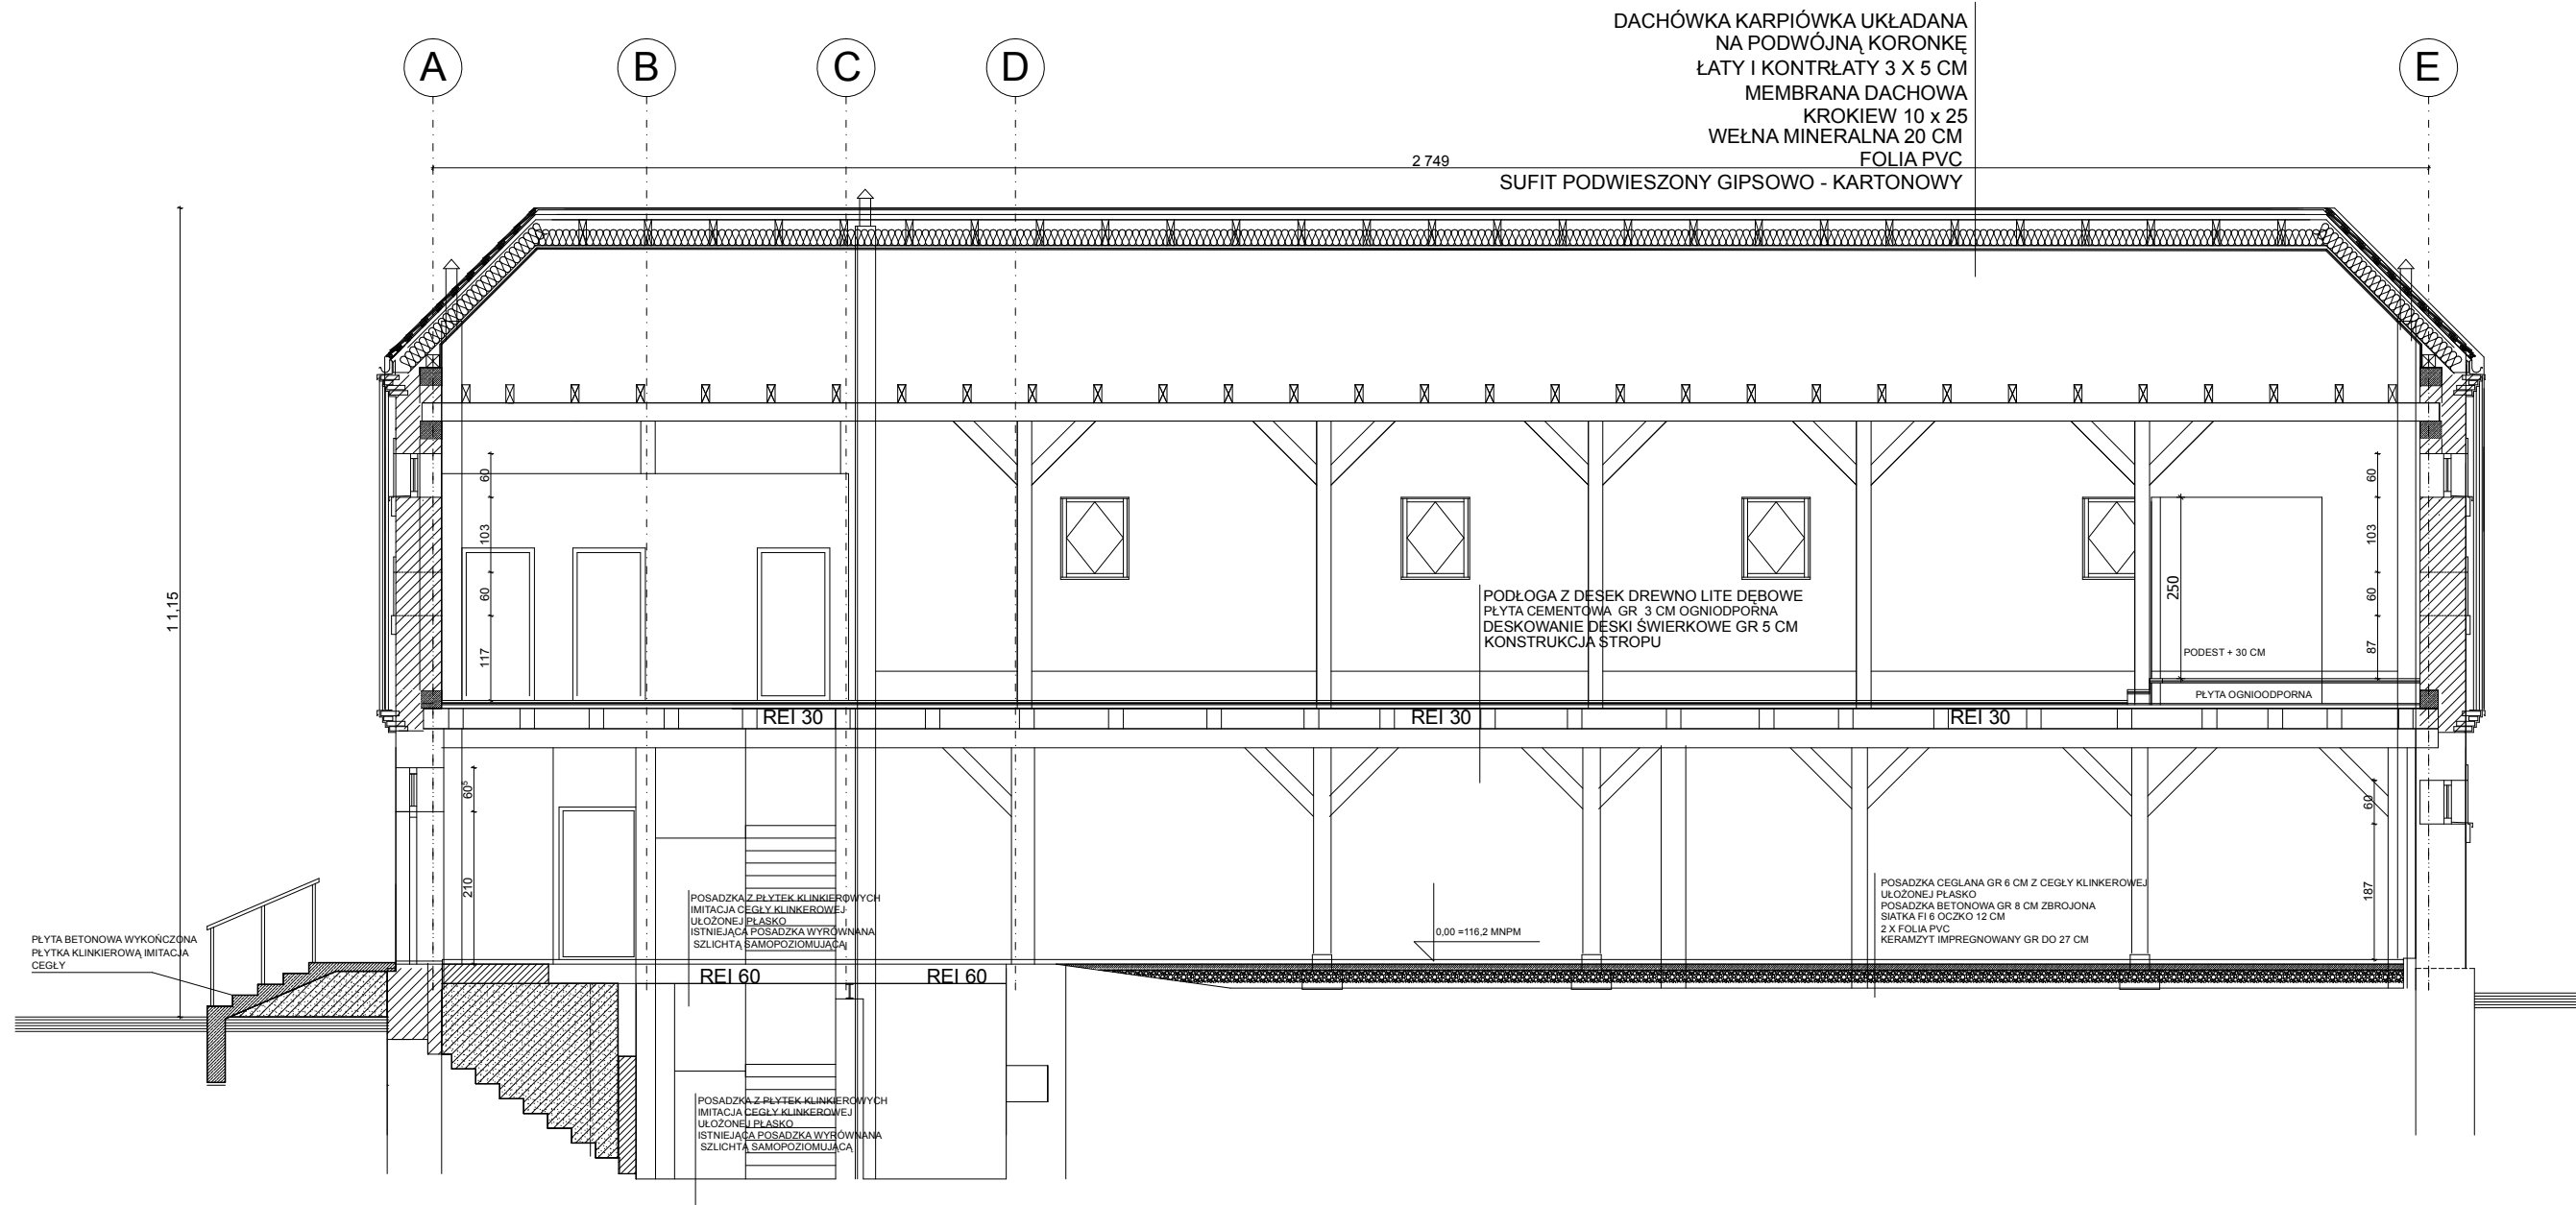 DACHÓWKA KARPIÓWKA UKŁADANA
NA PODWÓJNĄ KORONKĘ
ŁATY I KONTRŁATY 3 X 5 CM
MEMBRANA DACHOWA
KROKIEW 10 x 25
WEŁNA MINERALNA 20 CM
FOLIA PVC
SUFIT PODWIESZONY GIPSOWO - KARTONOWY
A
B
C
D
E
2 749
11,15
60
103
60
117
60
103
60
87
250
PODŁOGA Z DESEK DREWNO LITE DĘBOWE
PŁYTA CEMENTOWA GR 3 CM OGNIODPORNA
DESKOWANIE DESKI ŚWIERKOWE GR 5 CM
KONSTRUKCJA STROPU
PODEST + 30 CM
PŁYTA OGNIOODPORNA
REI 30
REI 30
REI 30
60⁵
210
60
187
POSADZKA Z PŁYTEK KLINKIEROWYCH
IMITACJA CEGŁY KLINKEROWEJ
UŁOŻONEJ PŁASKO
ISTNIEJĄCA POSADZKA WYRÓWNANA
SZLICHTĄ SAMOPOZIOMUJĄCĄ
0,00 =116,2 MNPM
POSADZKA CEGLANA GR 6 CM Z CEGŁY KLINKEROWEJ
UŁOŻONEJ PŁASKO
POSADZKA BETONOWA GR 8 CM ZBROJONA
SIATKA FI 6 OCZKO 12 CM
2 X FOLIA PVC
KERAMZYT IMPREGNOWANY GR DO 27 CM
PŁYTA BETONOWA WYKOŃCZONA
PŁYTKA KLINKIEROWĄ IMITACJA
CEGŁY
REI 60
REI 60
POSADZKA Z PŁYTEK KLINKIEROWYCH
IMITACJA CEGŁY KLINKEROWEJ
UŁOŻONEJ PŁASKO
ISTNIEJĄCA POSADZKA WYRÓWNANA
SZLICHTĄ SAMOPOZIOMUJĄCĄ